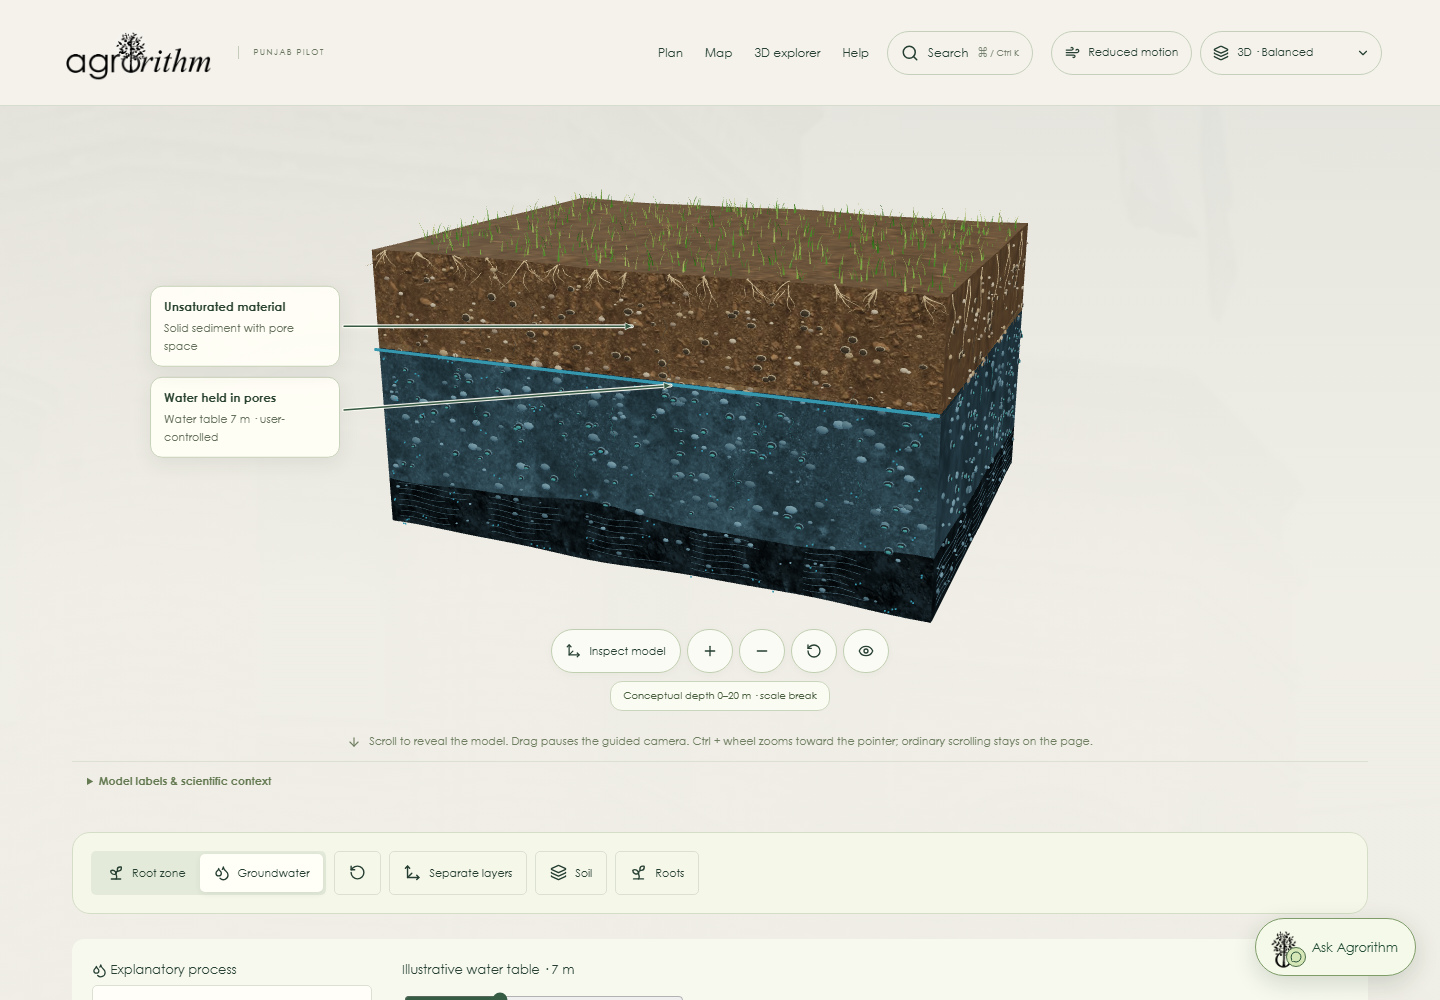 agrorithm
PUNJAB PILOT
Plan
Map
3D explorer
Help
Search ⌘ / Ctrl K
Reduced motion
3D · Balanced
Unsaturated material
Solid sediment with pore
space
Water held in pores
Water table 7 m · user-
controlled
Inspect model
Conceptual depth 0–20 m · scale break
Scroll to reveal the model. Drag pauses the guided camera. Ctrl + wheel zooms toward the pointer; ordinary scrolling stays on the page.
Model labels & scientific context
Root zone
Groundwater
Separate layers
Soil
Roots
Ask Agrorithm
Explanatory process
Illustrative water table · 7 m